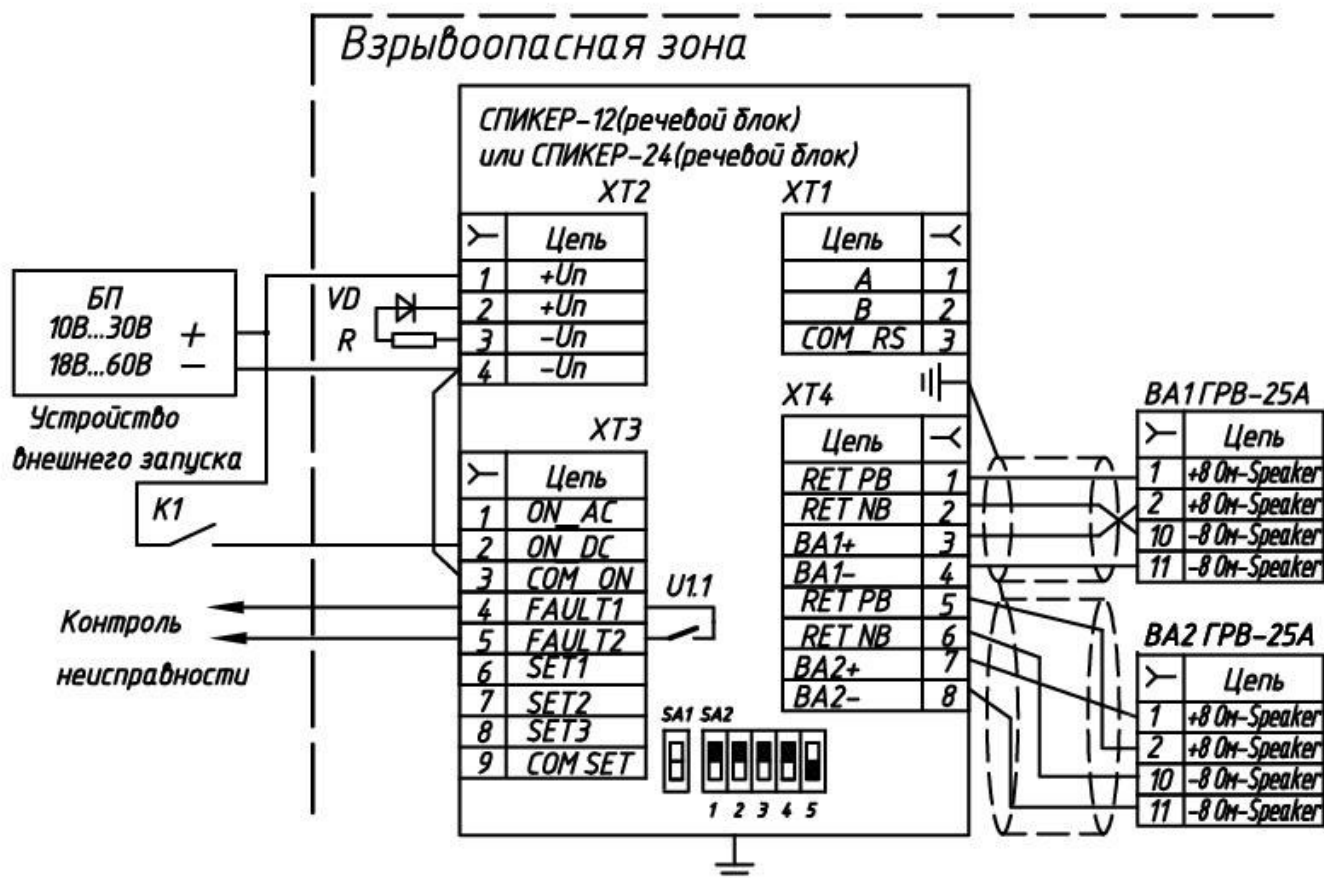 Взрывоопасная зона
СПИКЕР-12(речевой блок)
или СПИКЕР-24(речевой блок)
XT2
Цепь
1 +Uп
2 +Uп
3 -Uп
4 -Uп
XT1
Цепь
A 1
B 2
COM_RS 3
БП
10В...30В +
18В...60В —
Устройство
внешнего запуска
VD
R
K1
XT3
Цепь
1 ON_AC
2 ON_DC
3 COM_ON
4 FAULT1
5 FAULT2
6 SET1
7 SET2
8 SET3
9 COM SET
U1.1
Контроль
неисправности
XT4
Цепь
RET PB 1
RET NB 2
BA1+ 3
BA1- 4
RET PB 5
RET NB 6
BA2+ 7
BA2- 8
SA1 SA2
1 2 3 4 5
BA1 ГРВ-25А
Цепь
1 +8 Ом-Speaker
2 +8 Ом-Speaker
10 -8 Ом-Speaker
11 -8 Ом-Speaker
BA2 ГРВ-25А
Цепь
1 +8 Ом-Speaker
2 +8 Ом-Speaker
10 -8 Ом-Speaker
11 -8 Ом-Speaker